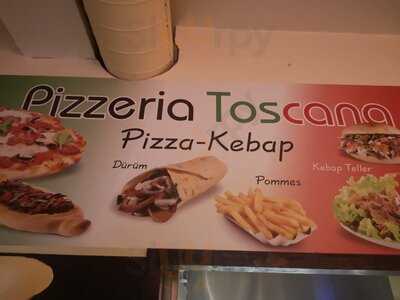 Pizzeria Toscana
Pizza-Kebap
Dürüm
Pommes
Kebap Teller